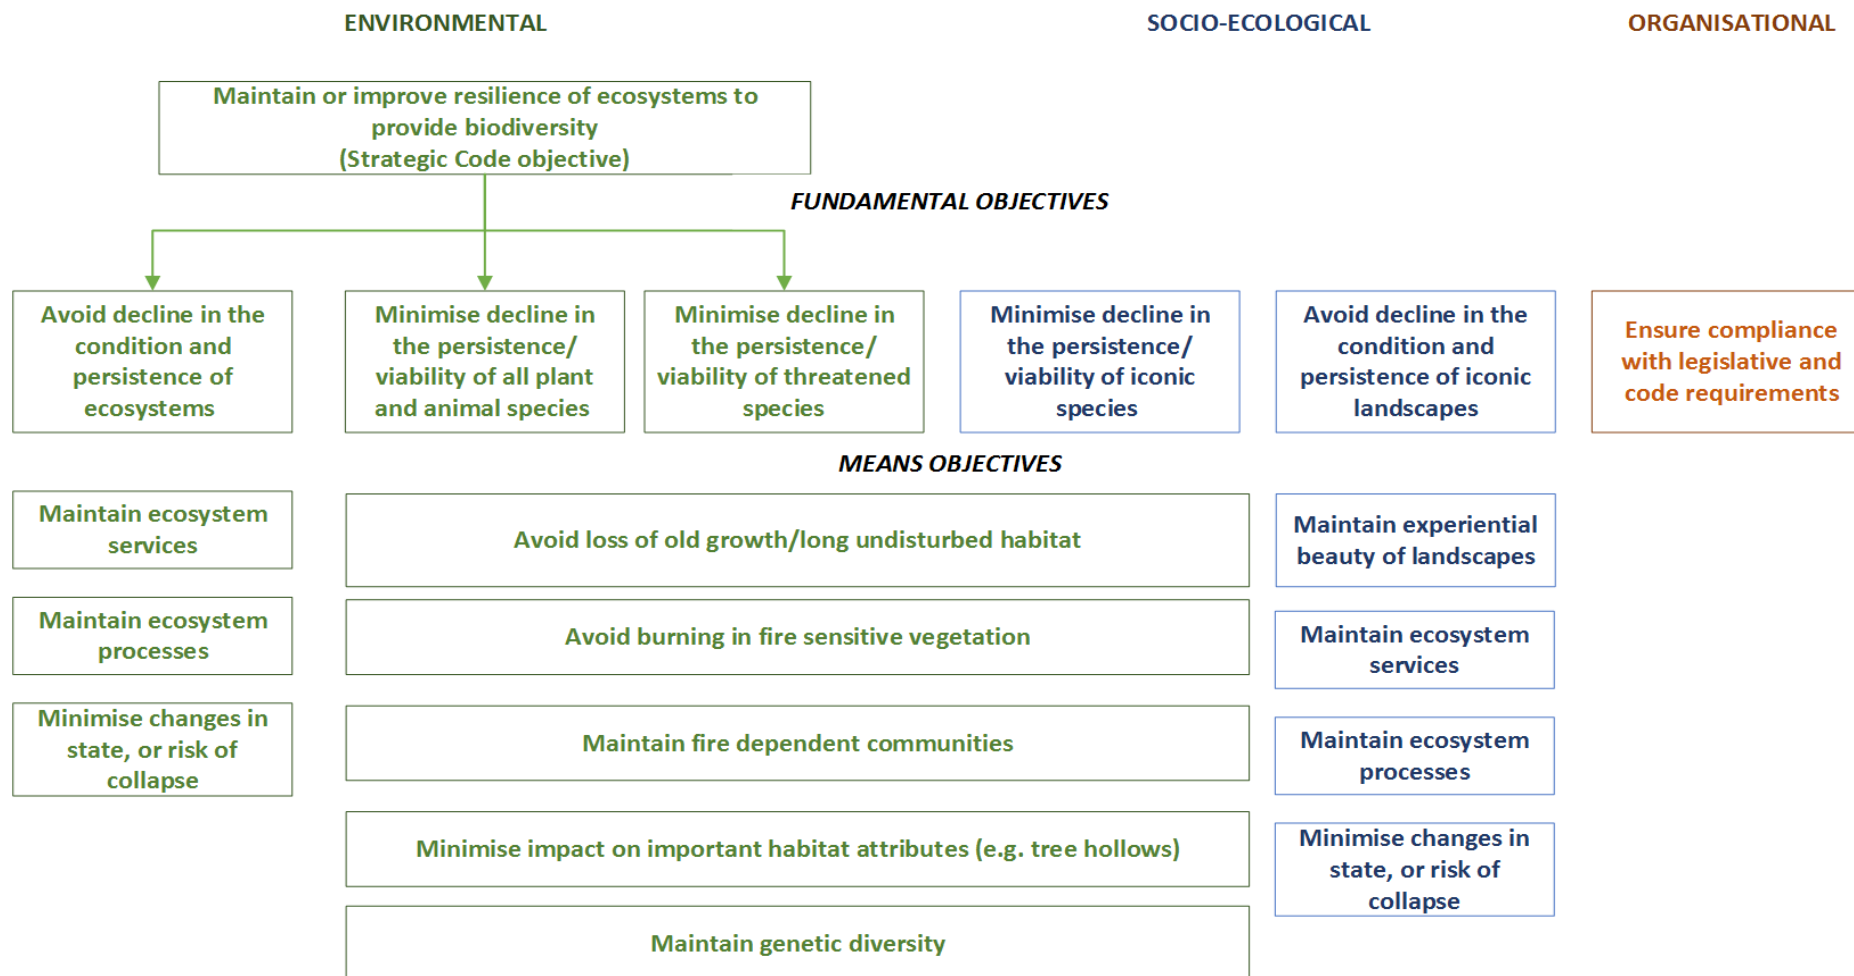 ENVIRONMENTAL
SOCIO-ECOLOGICAL
ORGANISATIONAL
Maintain or improve resilience of ecosystems to
provide biodiversity
(Strategic Code objective)
FUNDAMENTAL OBJECTIVES
Avoid decline in the
condition and
persistence of
ecosystems
Minimise decline in
the persistence/
viability of all plant
and animal species
Minimise decline in
the persistence/
viability of threatened
species
Minimise decline in
the persistence/
viability of iconic
species
Avoid decline in the
condition and
persistence of iconic
landscapes
Ensure compliance
with legislative and
code requirements
MEANS OBJECTIVES
Maintain ecosystem
services
Maintain ecosystem
processes
Minimise changes in
state, or risk of
collapse
Avoid loss of old growth/long undisturbed habitat
Avoid burning in fire sensitive vegetation
Maintain fire dependent communities
Minimise impact on important habitat attributes (e.g. tree hollows)
Maintain genetic diversity
Maintain experiential
beauty of landscapes
Maintain ecosystem
services
Maintain ecosystem
processes
Minimise changes in
state, or risk of
collapse